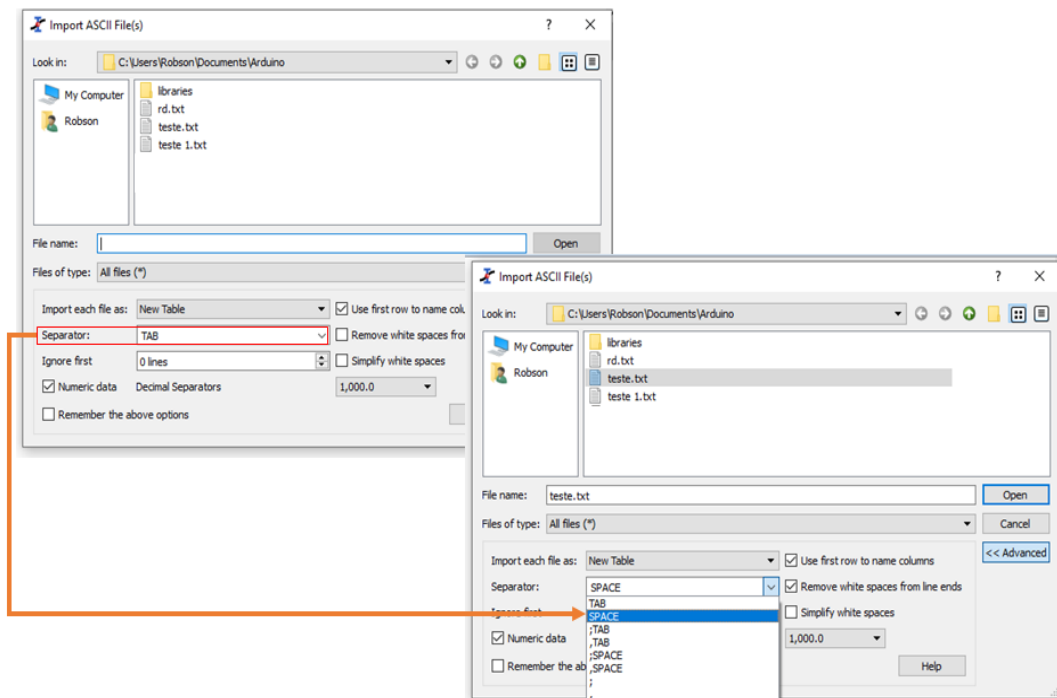 Import ASCII File(s)
?
Look in: C:\Users\Robson\Documents\Arduino
My Computer
Robson
libraries
rd.txt
teste.txt
teste 1.txt
File name: Open
Files of type: All files (*)
Import each file as: New Table Use first row to name colu
Separator: TAB Remove white spaces fro
Ignore first 0 lines Simplify white spaces
Numeric data Decimal Separators 1,000.0
Remember the above options
Import ASCII File(s)
?
Look in: C:\Users\Robson\Documents\Arduino
My Computer
Robson
libraries
rd.txt
teste.txt
teste 1.txt
File name: teste.txt Open
Files of type: All files (*) Cancel
<< Advanced
Import each file as: New Table Use first row to name columns
Separator: SPACE Remove white spaces from line ends
TAB
Ignore first SPACE Simplify white spaces
;TAB
Numeric data ,TAB 1,000.0
;SPACE
Remember the ab ,SPACE Help
;